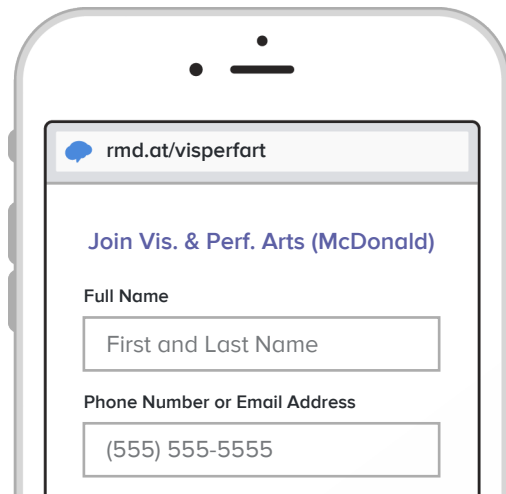 rmd.at/visperfart
Join Vis. & Perf. Arts (McDonald)
Full Name
First and Last Name
Phone Number or Email Address
(555) 555-5555